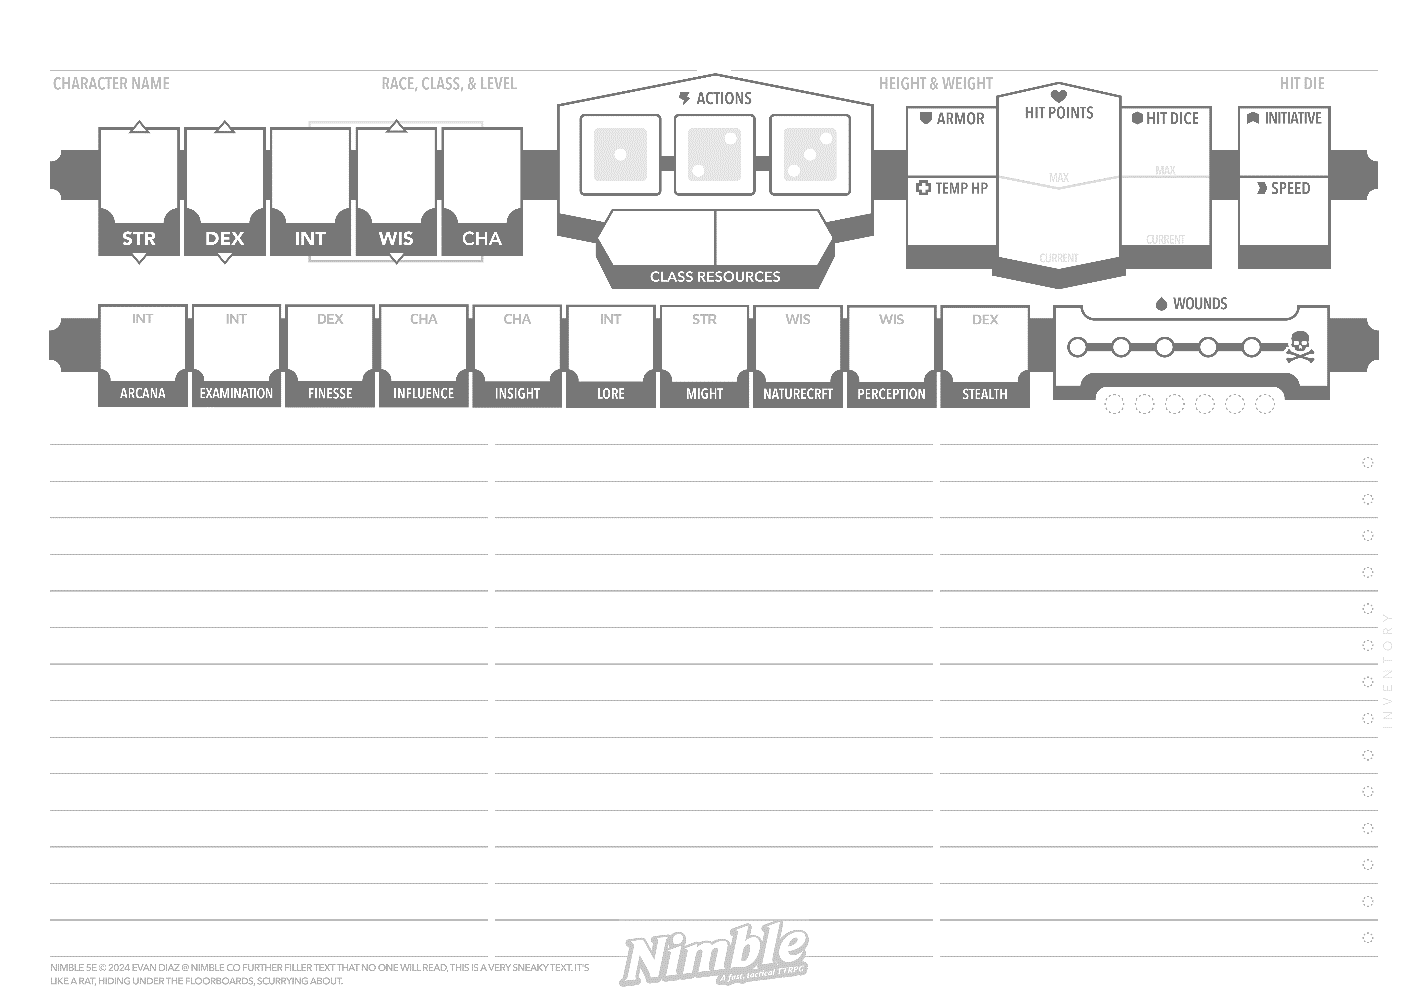 CHARACTER NAME
RACE, CLASS, & LEVEL
HEIGHT & WEIGHT
HIT DIE
ACTIONS
ARMOR
HIT POINTS
HIT DICE
INITIATIVE
MAX
MAX
TEMP HP
SPEED
STR
DEX
INT
WIS
CHA
CURRENT
CURRENT
CLASS RESOURCES
WOUNDS
INT
INT
DEX
CHA
CHA
INT
STR
WIS
WIS
DEX
ARCANA
EXAMINATION
FINESSE
INFLUENCE
INSIGHT
LORE
MIGHT
NATURECRFT
PERCEPTION
STEALTH
INVENTORY
NIMBLE 5E © 2024 EVAN DIAZ @ NIMBLE CO FURTHER FILLER TEXT THAT NO ONE WILL READ, THIS IS A VERY SNEAKY TEXT. IT'S
LIKE A RAT, HIDING UNDER THE FLOORBOARDS, SCURRYING ABOUT.
Nimble
A fast, tactical TTRPG